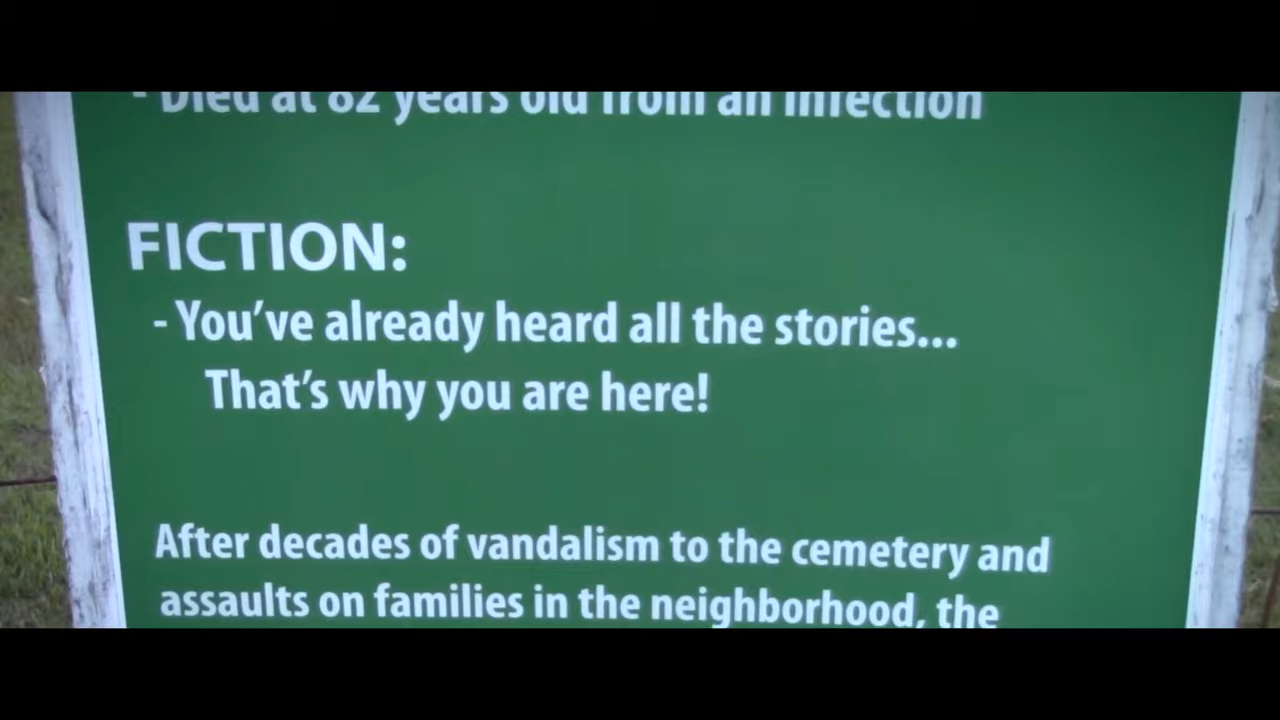 - Died at 82 years old from an infection
FICTION:
- You've already heard all the stories...
That's why you are here!
After decades of vandalism to the cemetery and
assaults on families in the neighborhood, the